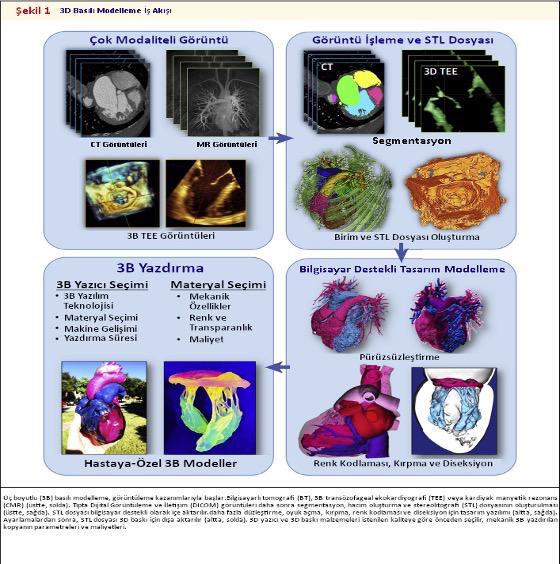 Şekil 1 3D Basılı Modelleme İş Akışı
Çok Modaliteli Görüntü
CT Görüntüleri
MR Görüntüleri
3B TEE Görüntüleri
Görüntü İşleme ve STL Dosyası
CT
3D TEE
Segmentasyon
Birim ve STL Dosyası Oluşturma
3B Yazdırma
3B Yazıcı Seçimi
• 3B Yazılım
Teknolojisi
• Materyal Seçimi
• Makine Gelişimi
• Yazdırma Süresi
Materyal Seçimi
• Mekanik
Özellikler
• Renk ve
Transparanlık
• Maliyet
Hastaya-Özel 3B Modeller
Bilgisayar Destekli Tasarım Modelleme
Pürüzsüzleştirme
Renk Kodlaması, Kırpma ve Diseksiyon
Üç boyutlu (3B) basılı modelleme, görüntüleme kazanımlarıyla başlar:Bilgisayarlı tomografi (BT), 3B transözofageal ekokardiyografi (TEE) veya kardiyak manyetik rezonans
(CMR) (üstte, solda). Tıpta Dijital Görüntüleme ve İletişim (DICOM) görüntüleri daha sonra segmentasyon, hacim oluşturma ve stereolitografi (STL) dosyasının oluşturulması
(üstte, sağda). STL dosyası bilgisayar destekli olarak içe aktarılır.daha fazla düzleştirme, oyuk açma, kırpma, renk kodlaması ve diseksiyon için tasarım yazılımı (altta, sağda).
Ayarlamalardan sonra, STL dosyası 3D baskı için dışa aktarılır (altta, solda). 3D yazıcı ve 3D baskı malzemeleri istenilen kaliteye göre önceden seçilir, mekanik 3B yazdırılan
kopyanın parametreleri ve maliyetleri.